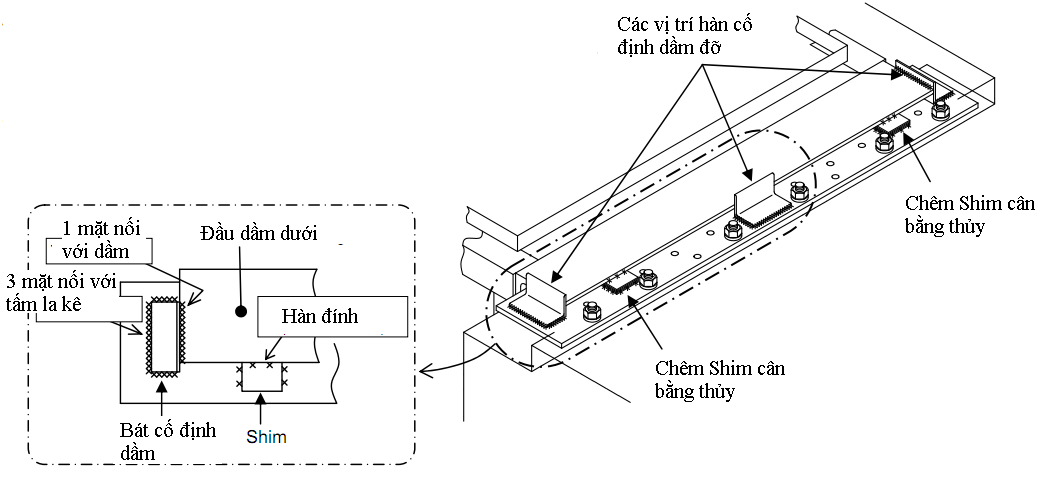 Các vị trí hàn cố
định dầm đỡ
Chêm Shim cân
bằng thủy
1 mặt nối
với dầm
Đầu dầm dưới
3 mặt nối với
tấm la kê
Hàn đính
Chêm Shim cân
bằng thủy
Bát cố định
dầm
Shim